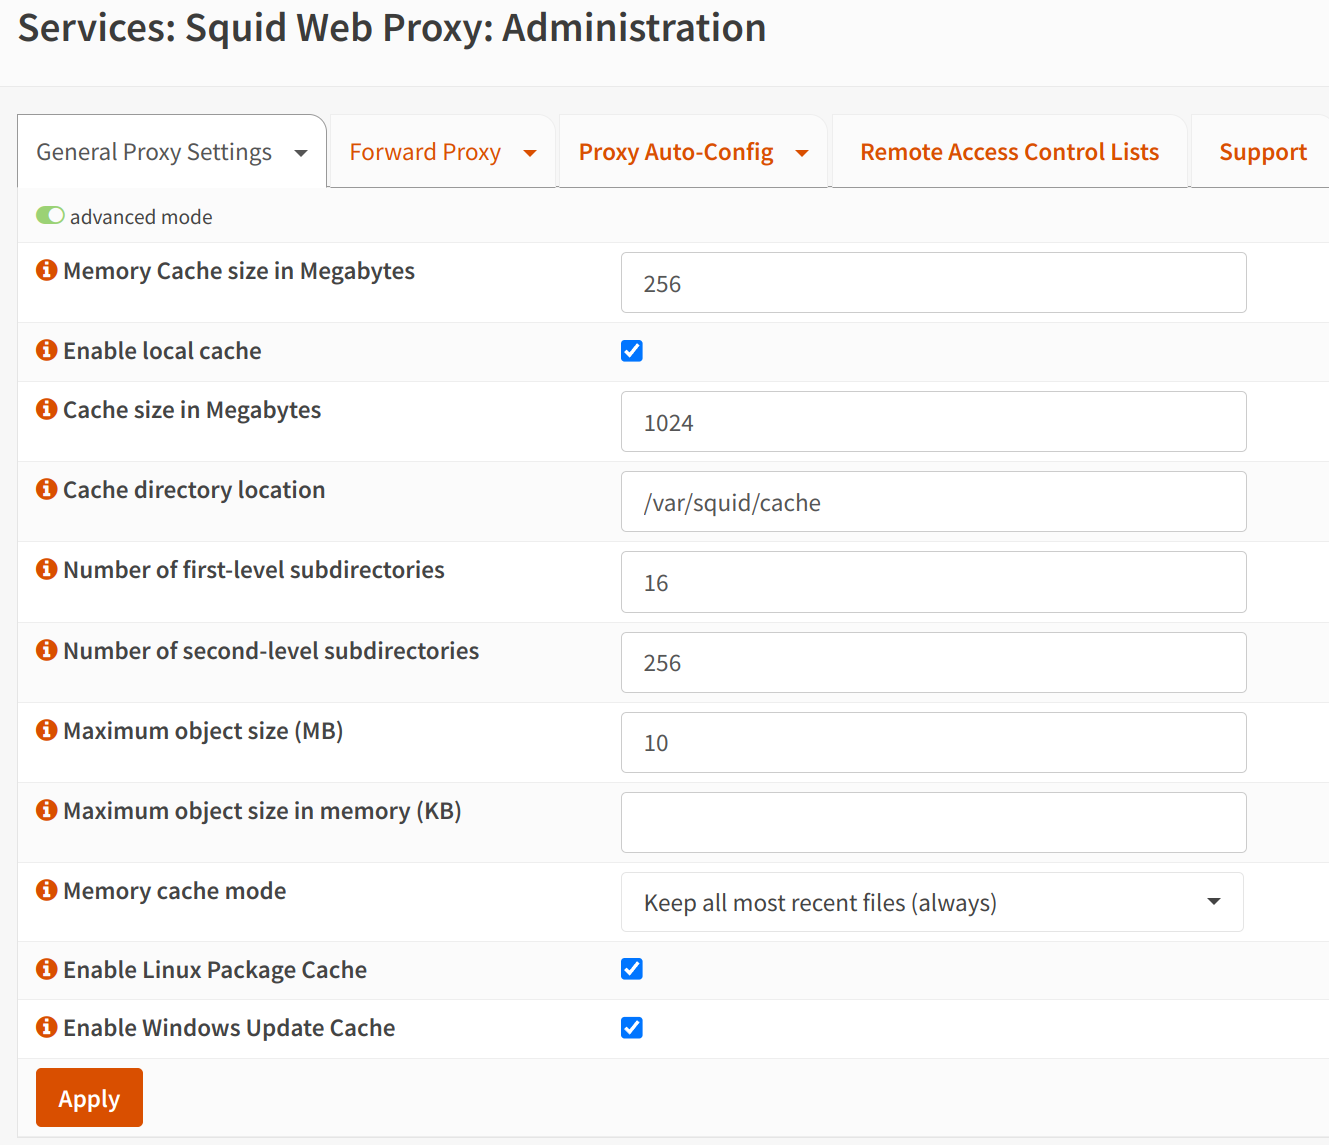 Services: Squid Web Proxy: Administration
General Proxy Settings
Forward Proxy
Proxy Auto-Config
Remote Access Control Lists
Support
advanced mode
Memory Cache size in Megabytes
256
Enable local cache
Cache size in Megabytes
1024
Cache directory location
/var/squid/cache
Number of first-level subdirectories
16
Number of second-level subdirectories
256
Maximum object size (MB)
10
Maximum object size in memory (KB)
Memory cache mode
Keep all most recent files (always)
Enable Linux Package Cache
Enable Windows Update Cache
Apply